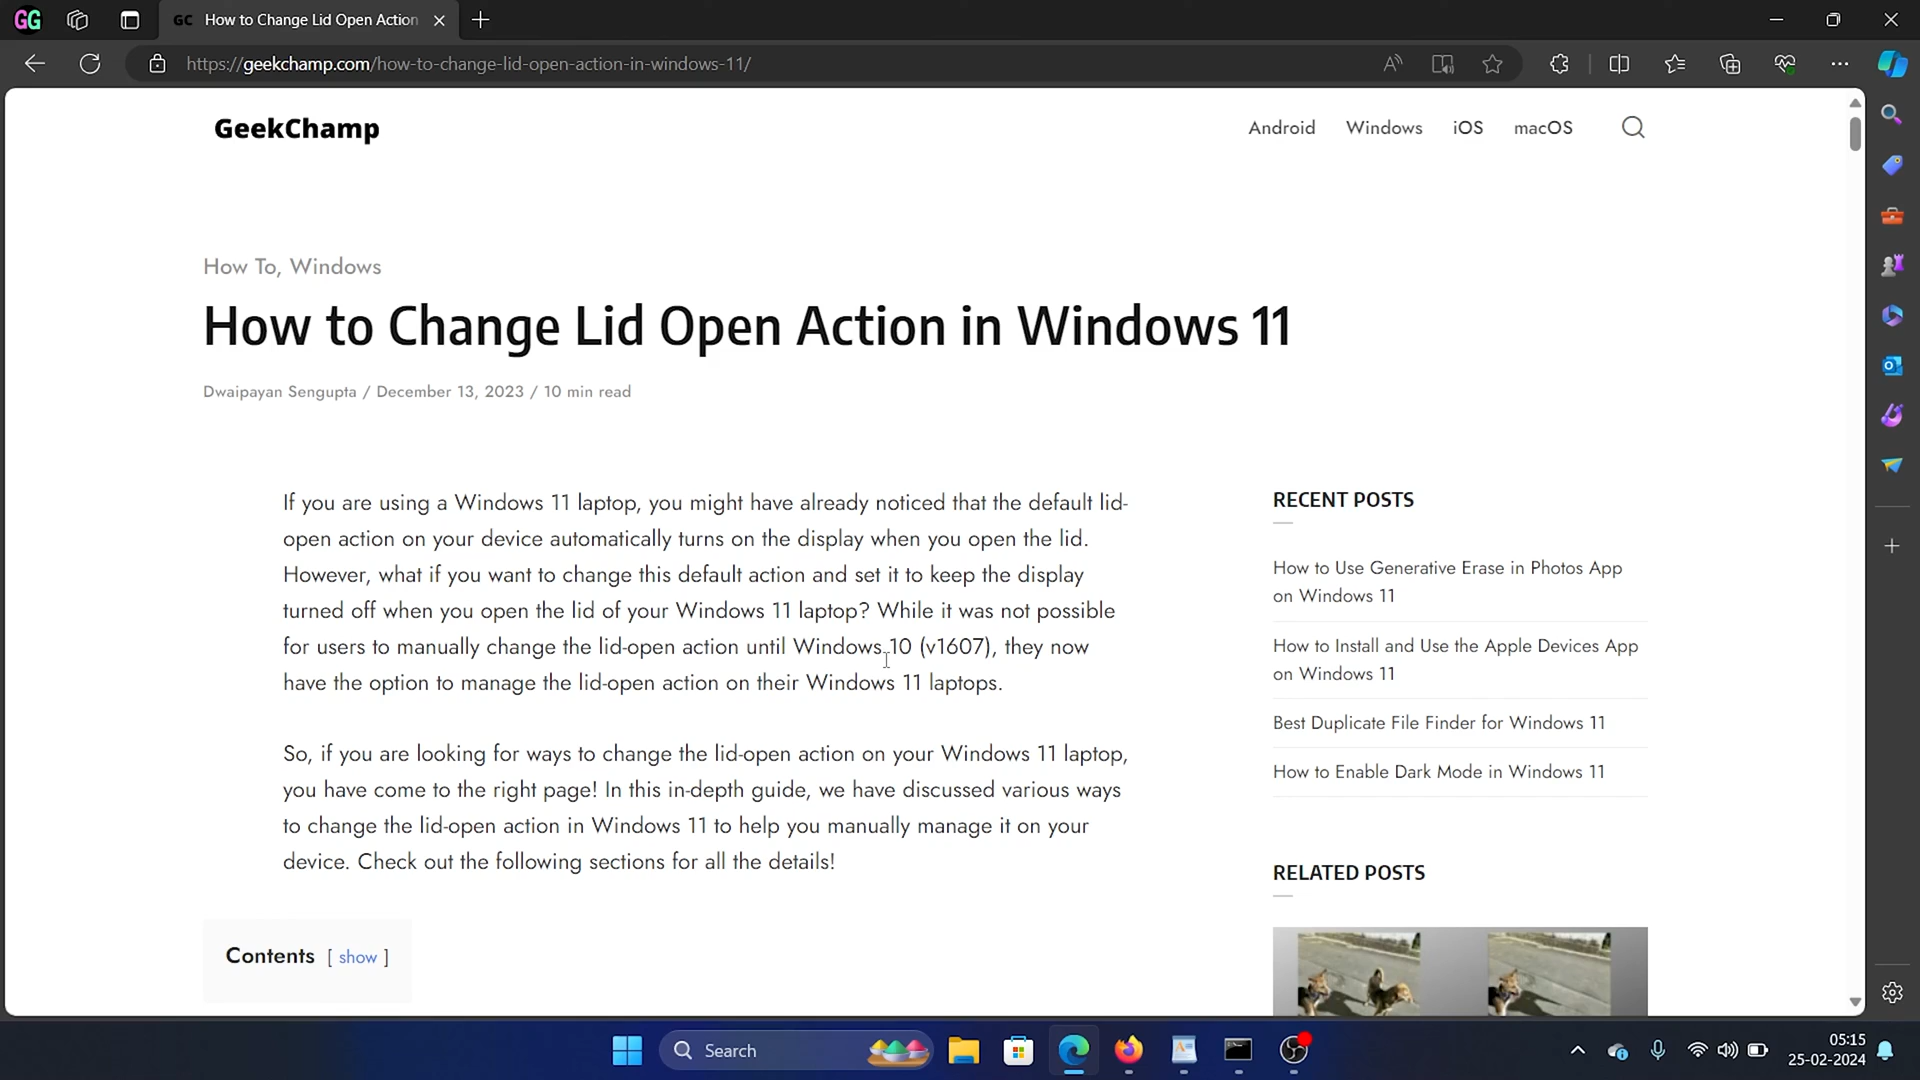 GG
GC How to Change Lid Open Action
https://geekchamp.com/how-to-change-lid-open-action-in-windows-11/
GeekChamp
Android Windows iOS macOS
How To, Windows
How to Change Lid Open Action in Windows 11
Dwaipayan Sengupta / December 13, 2023 / 10 min read
If you are using a Windows 11 laptop, you might have already noticed that the default lid-
open action on your device automatically turns on the display when you open the lid.
However, what if you want to change this default action and set it to keep the display
turned off when you open the lid of your Windows 11 laptop? While it was not possible
for users to manually change the lid-open action until Windows 10 (v1607), they now
have the option to manage the lid-open action on their Windows 11 laptops.
So, if you are looking for ways to change the lid-open action on your Windows 11 laptop,
you have come to the right page! In this in-depth guide, we have discussed various ways
to change the lid-open action in Windows 11 to help you manually manage it on your
device. Check out the following sections for all the details!
Contents [ show ]
RECENT POSTS
How to Use Generative Erase in Photos App
on Windows 11
How to Install and Use the Apple Devices App
on Windows 11
Best Duplicate File Finder for Windows 11
How to Enable Dark Mode in Windows 11
RELATED POSTS
Search
05:15
25-02-2024